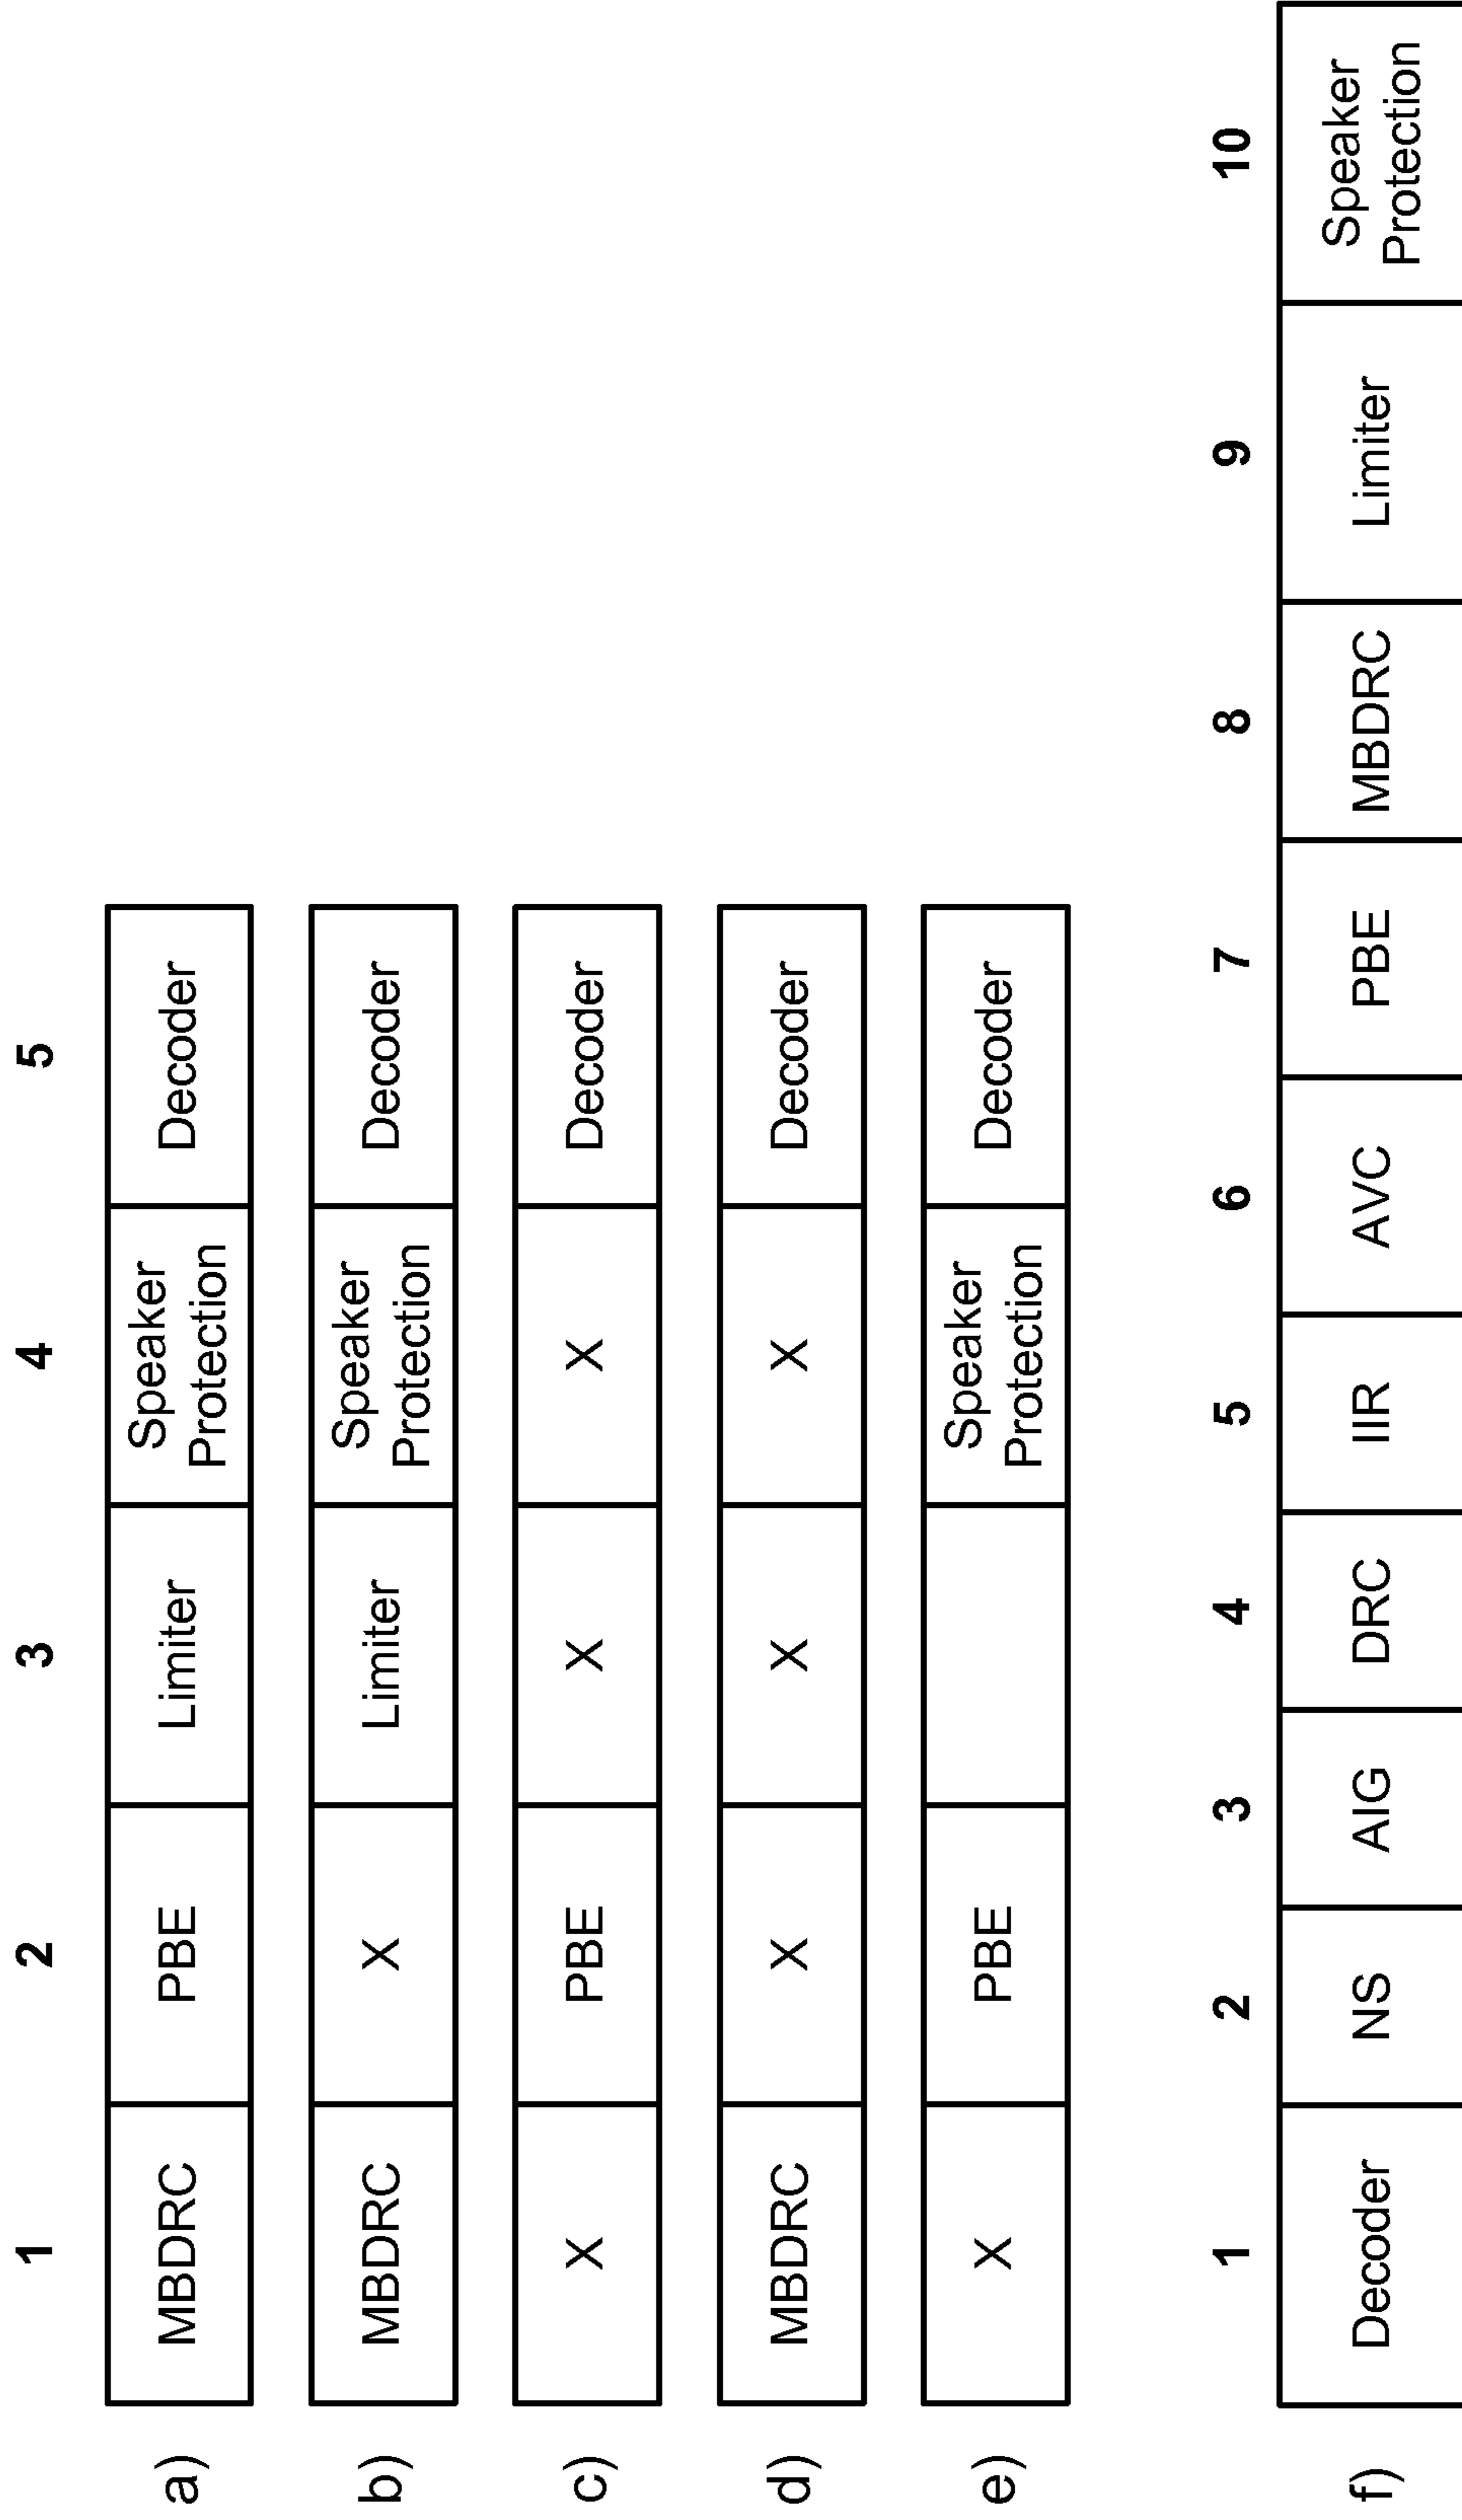 1 2 3 4 5
a) MBDRC PBE Limiter Speaker Protection Decoder
b) MBDRC X Limiter Speaker Protection Decoder
c) X PBE X X Decoder
d) MBDRC X X X Decoder
e) X PBE Speaker Protection Decoder
1 2 3 4 5 6 7 8 9 10
f) Decoder NS AIG DRC IIR AVC PBE MBDRC Limiter Speaker Protection